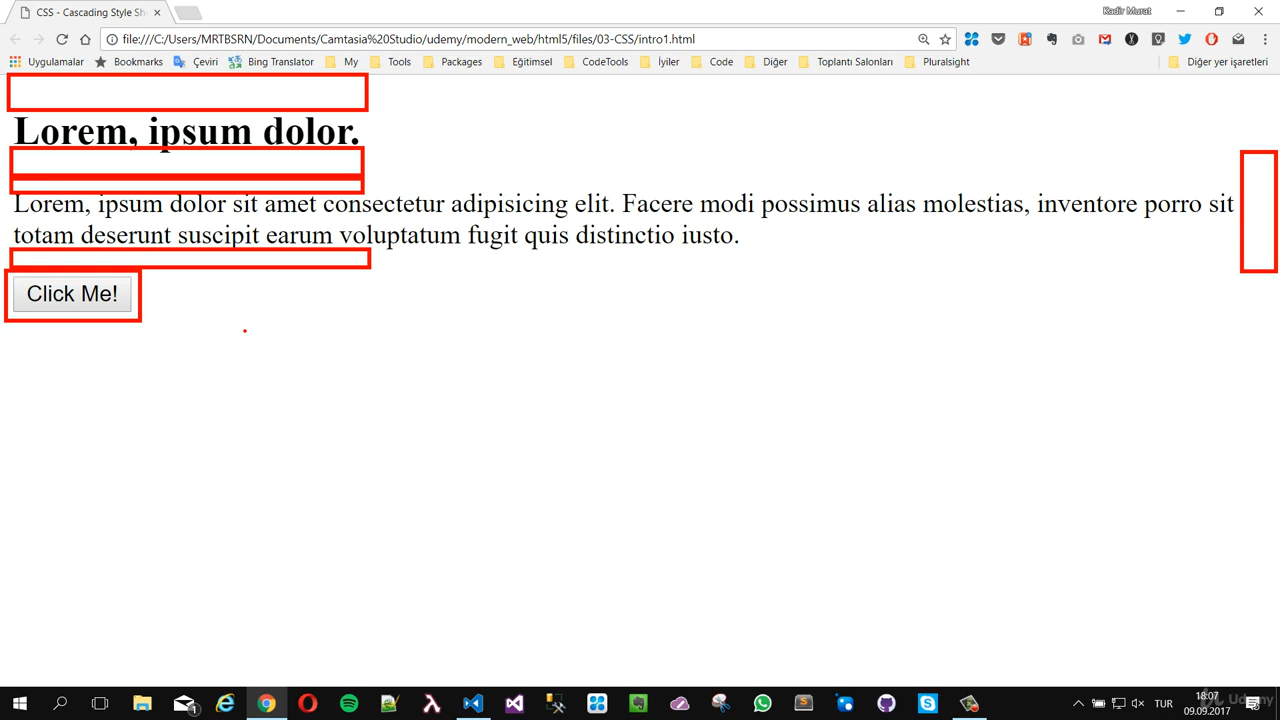 CSS - Cascading Style Sh
Kadir Murat
file:///C:/Users/MRTBSRN/Documents/Camtasia%20Studio/udemy/modern_web/html5/files/03-CSS/intro1.html
Uygulamalar Bookmarks Çeviri Bing Translator My Tools Packages Eğitimsel CodeTools İyiler Code Diğer Toplantı Salonları Pluralsight Diğer yer işaretleri
Lorem, ipsum dolor.
Lorem, ipsum dolor sit amet consectetur adipisicing elit. Facere modi possimus alias molestias, inventore porro sit
totam deserunt suscipit earum voluptatum fugit quis distinctio iusto.
Click Me!
1
TUR
18:07
09.09.2017
Udemy